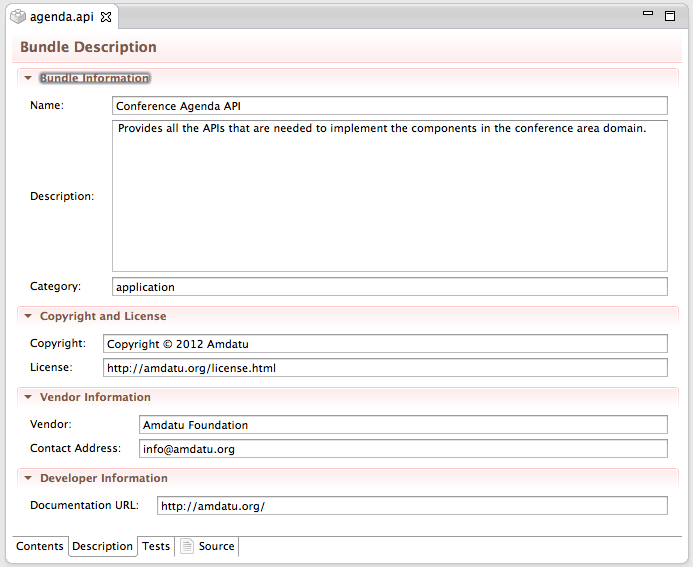 agenda.api
Bundle Description
Bundle Information
Name: Conference Agenda API
Provides all the APIs that are needed to implement the components in the conference area domain.
Description:
Category: application
Copyright and License
Copyright: Copyright © 2012 Amdatu
License: http://amdatu.org/license.html
Vendor Information
Vendor: Amdatu Foundation
Contact Address: info@amdatu.org
Developer Information
Documentation URL: http://amdatu.org/
Contents Description Tests Source